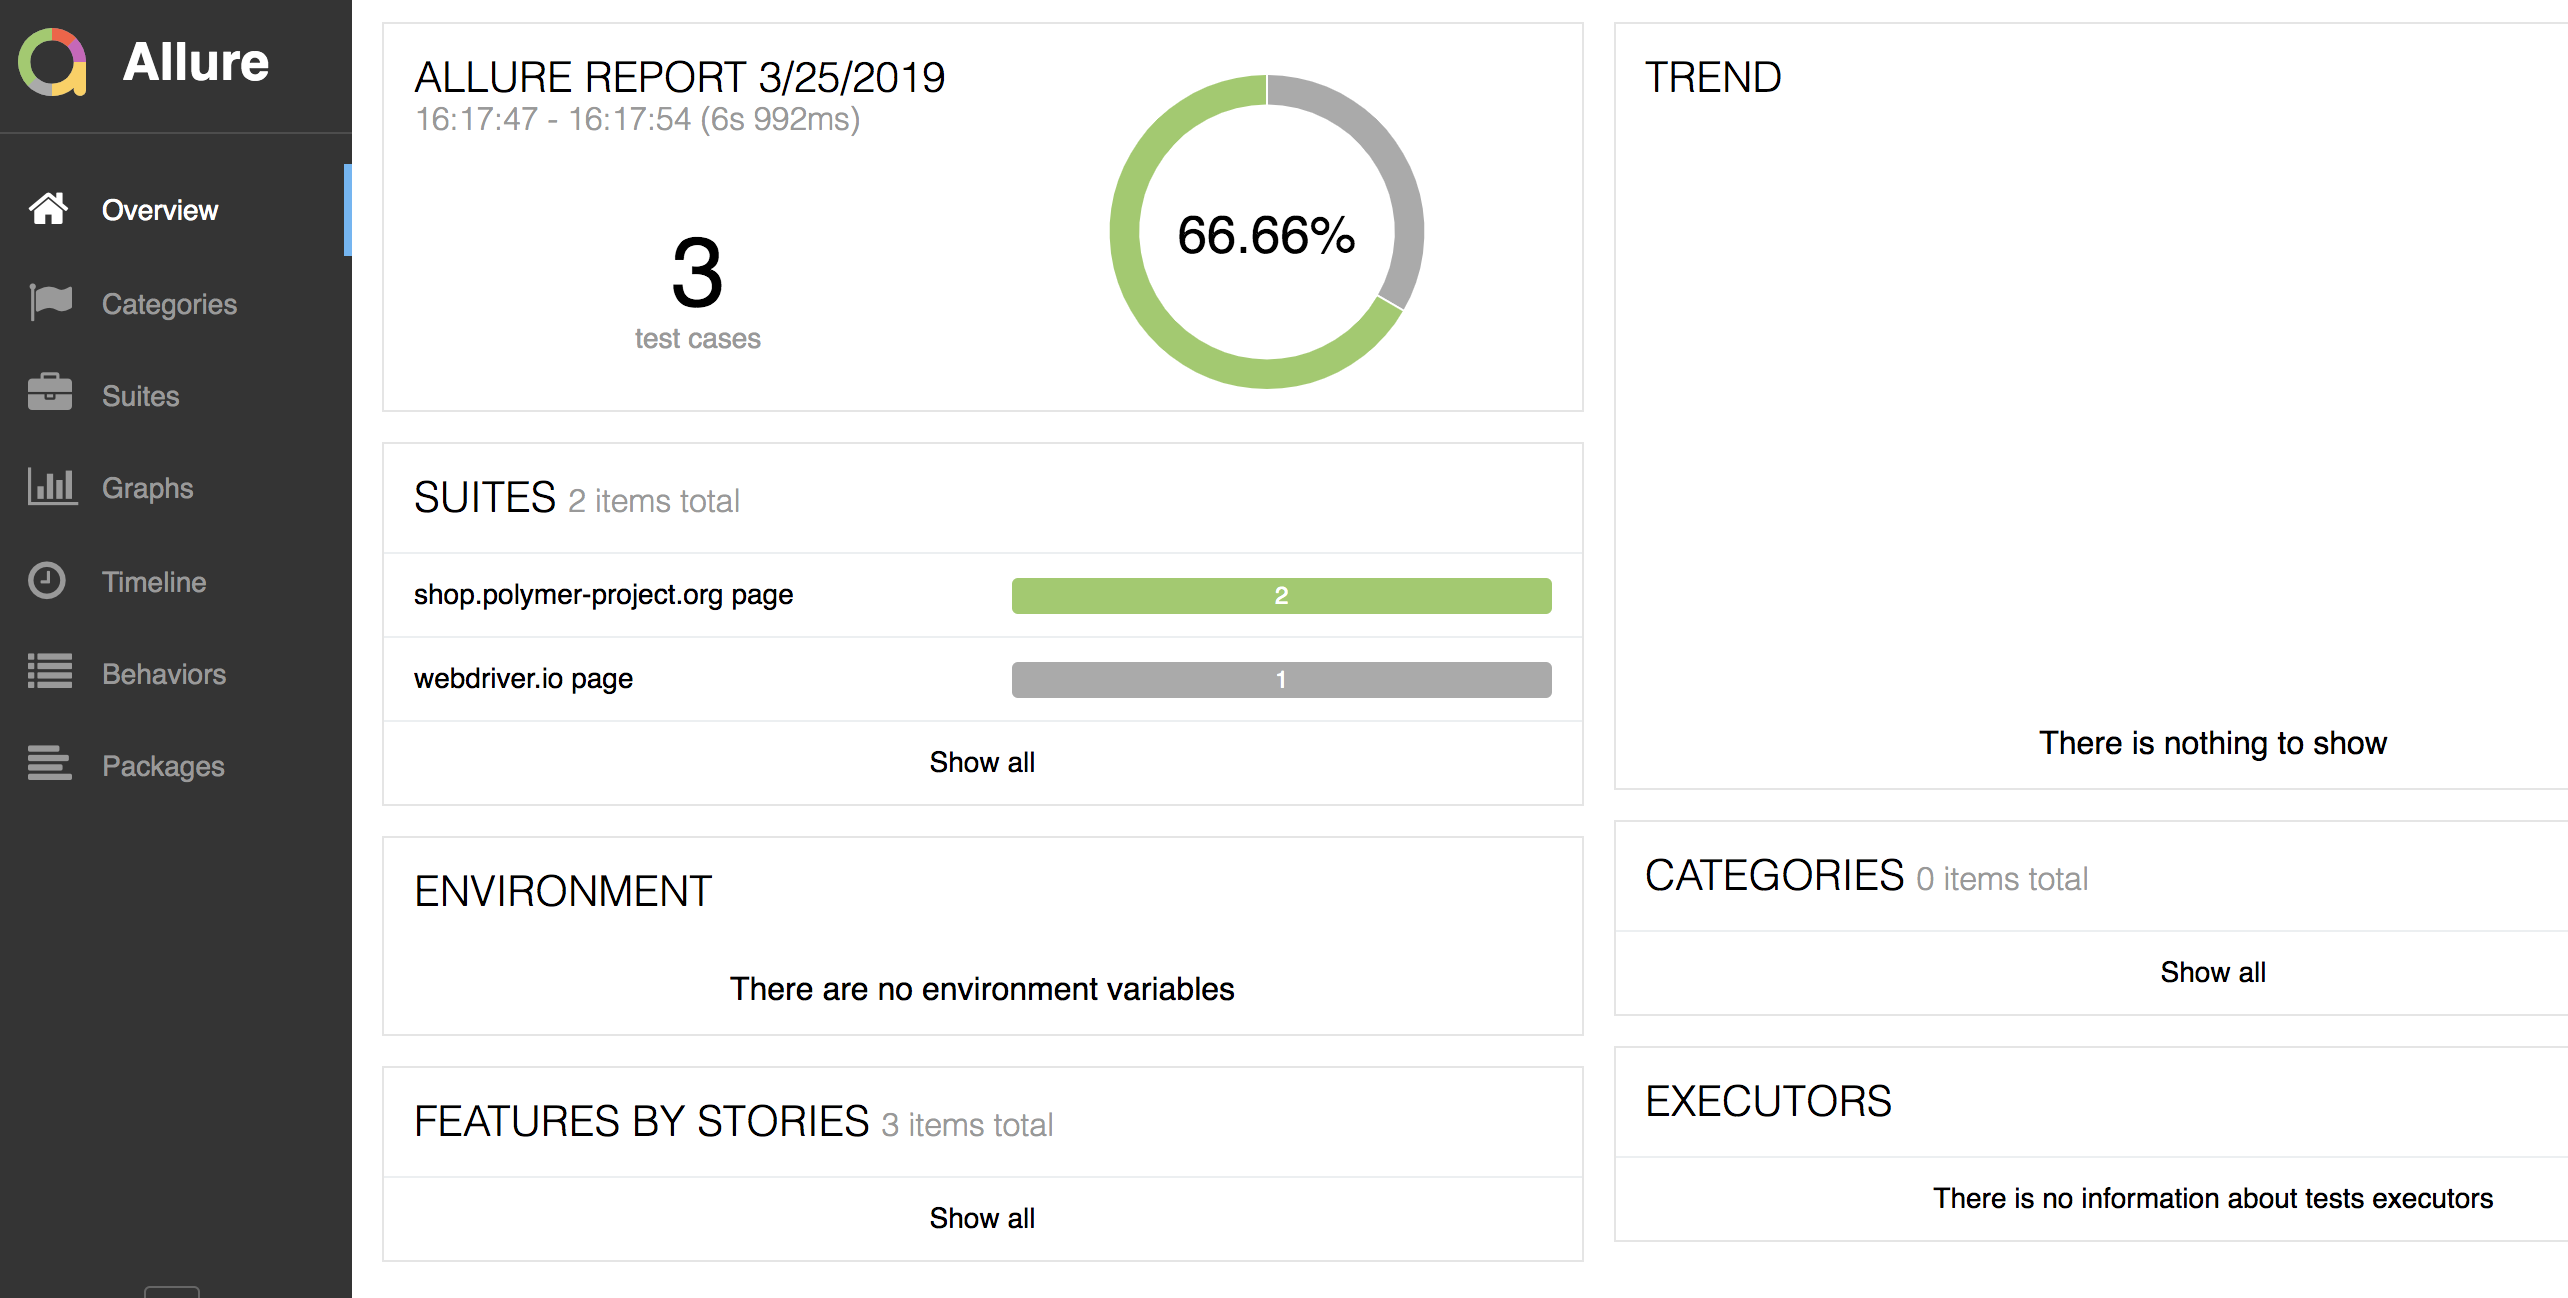 Allure
Overview
Categories
Suites
Graphs
Timeline
Behaviors
Packages
ALLURE REPORT 3/25/2019
16:17:47 - 16:17:54 (6s 992ms)
3
test cases
66.66%
SUITES 2 items total
shop.polymer-project.org page 2
webdriver.io page 1
Show all
ENVIRONMENT
There are no environment variables
FEATURES BY STORIES 3 items total
Show all
TREND
There is nothing to show
CATEGORIES 0 items total
Show all
EXECUTORS
There is no information about tests executors